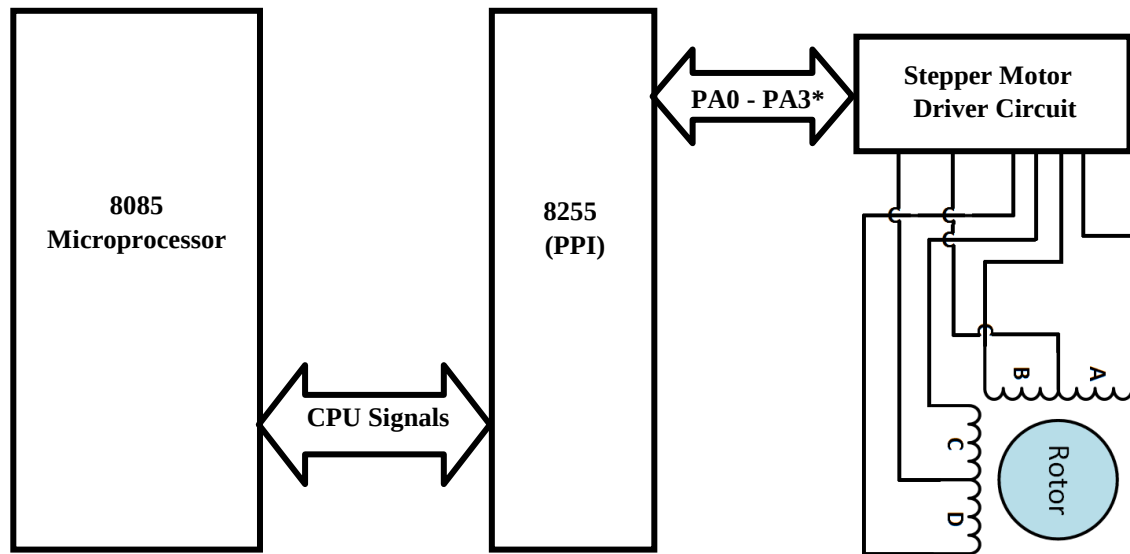 8085
Microprocessor
CPU Signals
8255
(PPI)
PA0 - PA3*
Stepper Motor
Driver Circuit
B
A
C
D
Rotor